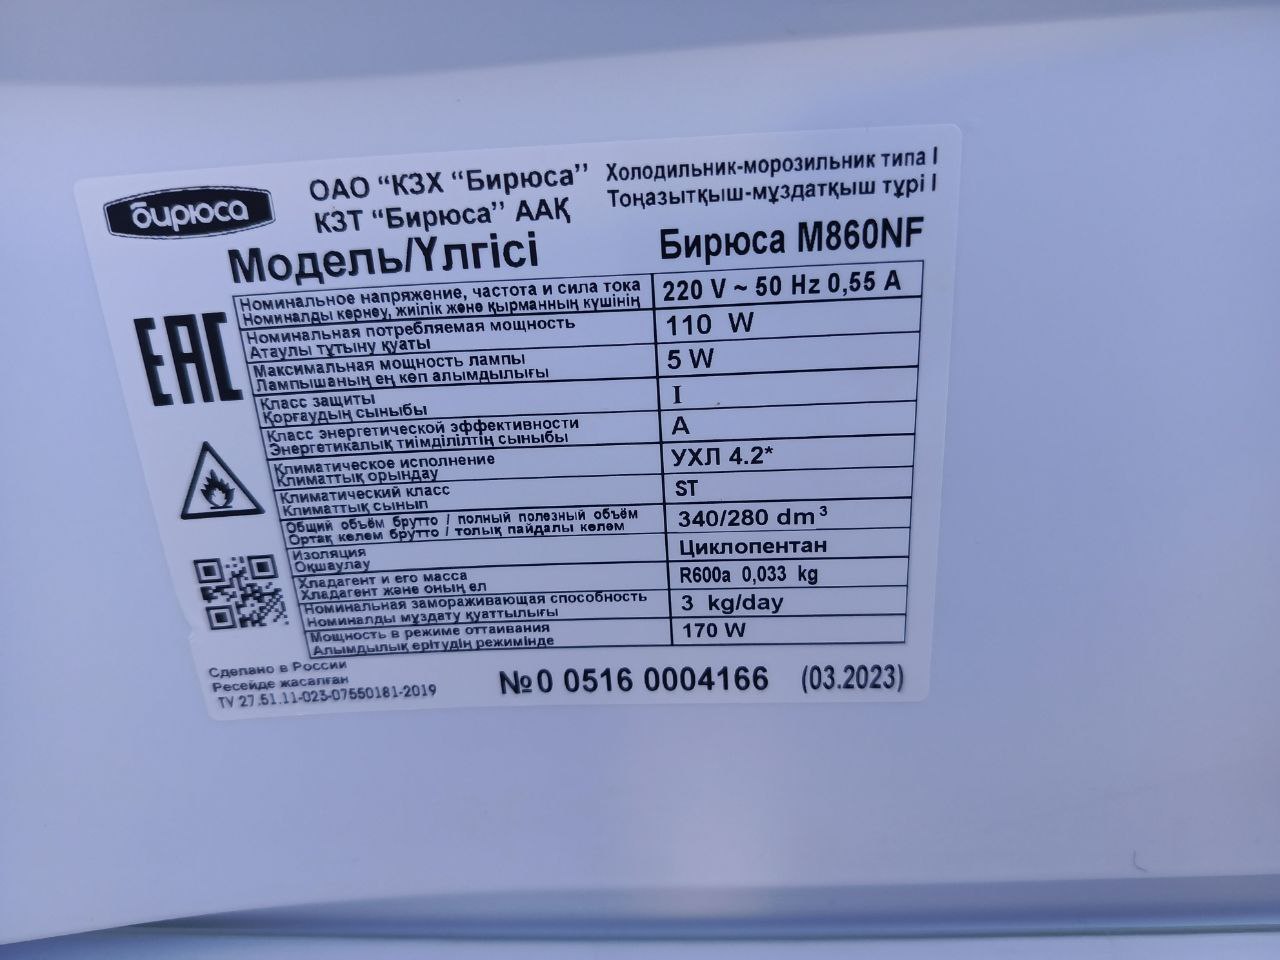 бирюса
ОАО “КЗХ “Бирюса”
КЗТ “Бирюса” ААҚ
Холодильник-морозильник типа I
Тоңазытқыш-мұздатқыш түрі I
Модель/Үлгісі Бирюса M860NF
EAC
Номинальное напряжение, частота и сила тока
Номиналды кернеу, жиілік және қырманның күшінің
220 V ~ 50 Hz 0,55 A
Номинальная потребляемая мощность
Атаулы тұтыну қуаты
110 W
Максимальная мощность лампы
Лампышаның ең көп алымдылығы
5 W
Класс защиты
Қорғаудың сыныбы
I
Класс энергетической эффективности
Энергетикалық тиімділілтің сыныбы
A
Климатическое исполнение
Климаттық орындау
УХЛ 4.2*
Климатический класс
Климаттық сынып
ST
Общий объём брутто / полный полезный объём
Ортақ көлем брутто / толық пайдалы көлем
340/280 dm³
Изоляция
Оқшаулау
Циклопентан
Хладагент и его масса
Хладагент және оның ел
R600a 0,033 kg
Номинальная замораживающая способность
Номиналды мұздату қуаттылығы
3 kg/day
Мощность в режиме оттаивания
Алымдылық ерітудің режимінде
170 W
Сделано в России
Ресейде жасалған
ТУ 27.51.11-023-07550181-2019
№0 0516 0004166 (03.2023)